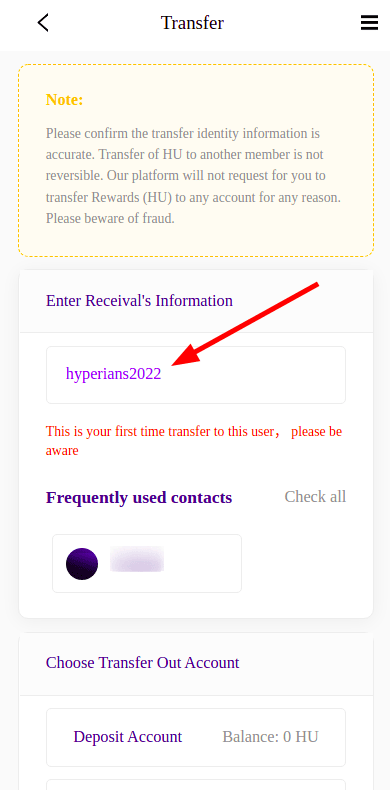 Transfer
Note:
Please confirm the transfer identity information is
accurate. Transfer of HU to another member is not
reversible. Our platform will not request for you to
transfer Rewards (HU) to any account for any reason.
Please beware of fraud.
Enter Receival's Information
hyperians2022
This is your first time transfer to this user， please be
aware
Frequently used contacts Check all
Choose Transfer Out Account
Deposit Account Balance: 0 HU